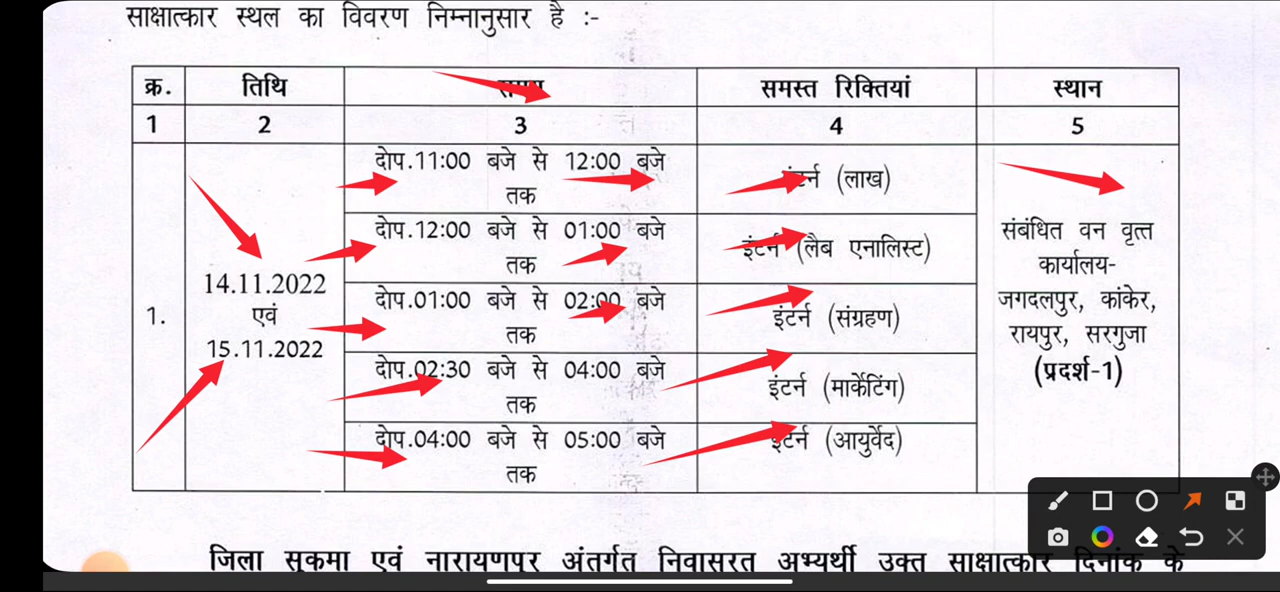 साक्षात्कार स्थल का विवरण निम्नानुसार है :-
क्र. तिथि समय समस्त रिक्तियां स्थान
1 2 3 4 5
1.
14.11.2022
एवं
15.11.2022
दोप.11:00 बजे से 12:00 बजे
तक
इंटर्न (लाख)
दोप.12:00 बजे से 01:00 बजे
तक
इंटर्न (लैब एनालिस्ट)
दोप.01:00 बजे से 02:00 बजे
तक
इंटर्न (संग्रहण)
दोप.02:30 बजे से 04:00 बजे
तक
इंटर्न (मार्केटिंग)
दोप.04:00 बजे से 05:00 बजे
तक
इंटर्न (आयुर्वेद)
संबंधित वन वृत्त
कार्यालय-
जगदलपुर, कांकेर,
रायपुर, सरगुजा
(प्रदर्श-1)
जिला सुकमा एवं नारायणपुर अंतर्गत निवासरत अभ्यर्थी उक्त साक्षात्कार दिनांक के